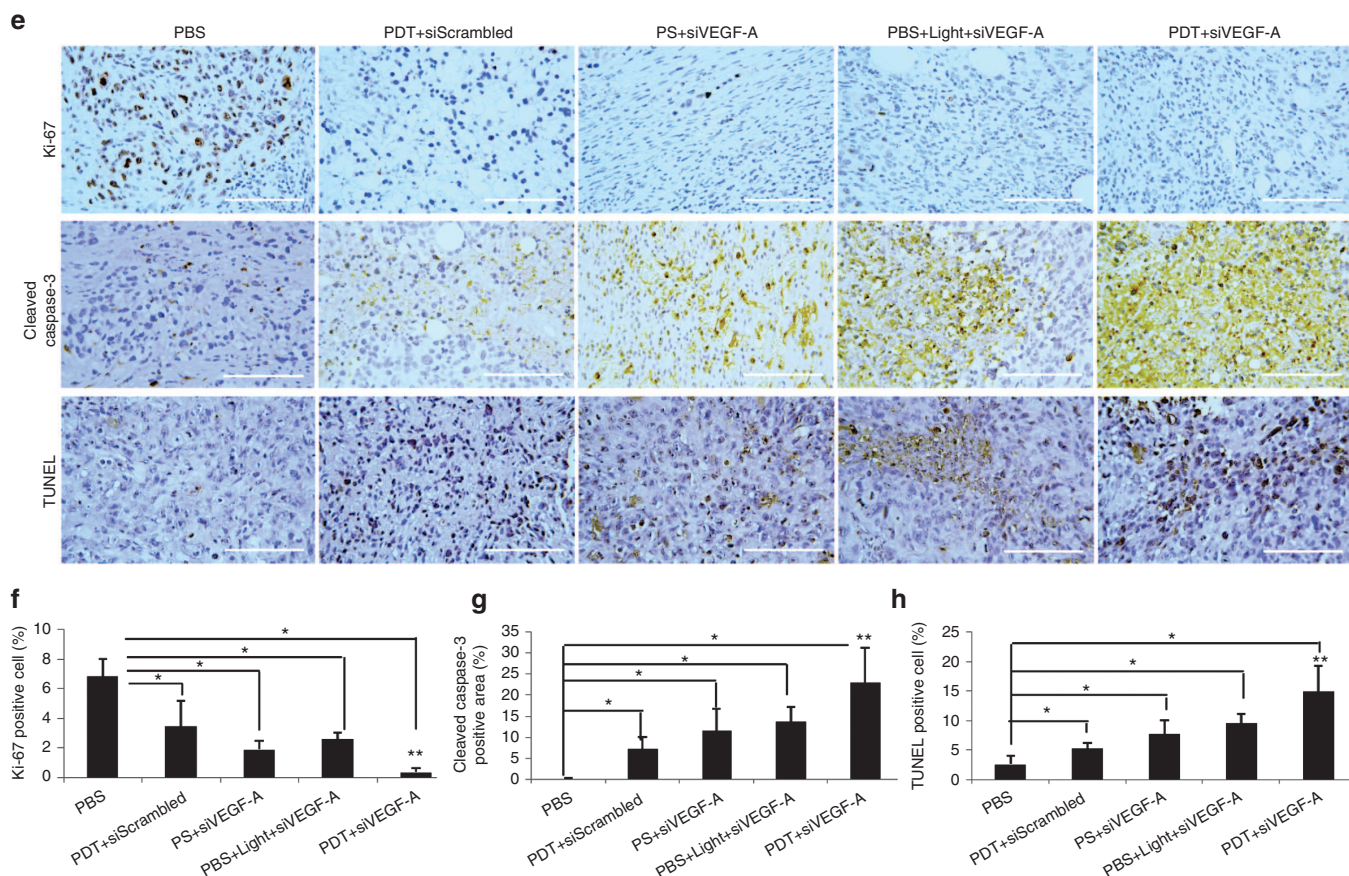 e
PBS
PDT+siScrambled
PS+siVEGF-A
PBS+Light+siVEGF-A
PDT+siVEGF-A
Ki-67
Cleaved
caspase-3
TUNEL
f
Ki-67 positive cell (%)
10
8
6
4
2
0
*
*
*
*
**
PBS
PDT+siScrambled
PS+siVEGF-A
PBS+Light+siVEGF-A
PDT+siVEGF-A
g
Cleaved caspase-3
positive area (%)
35
30
25
20
15
10
5
0
*
*
*
*
**
PBS
PDT+siScrambled
PS+siVEGF-A
PBS+Light+siVEGF-A
PDT+siVEGF-A
h
TUNEL positive cell (%)
25
20
15
10
5
0
*
*
*
*
**
PBS
PDT+siScrambled
PS+siVEGF-A
PBS+Light+siVEGF-A
PDT+siVEGF-A